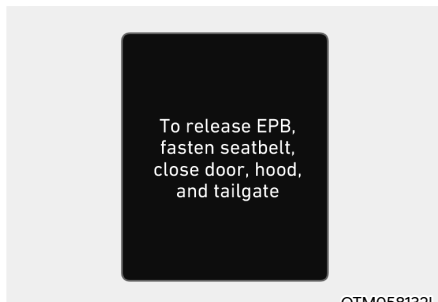 To release EPB,
fasten seatbelt,
close door, hood,
and tailgate